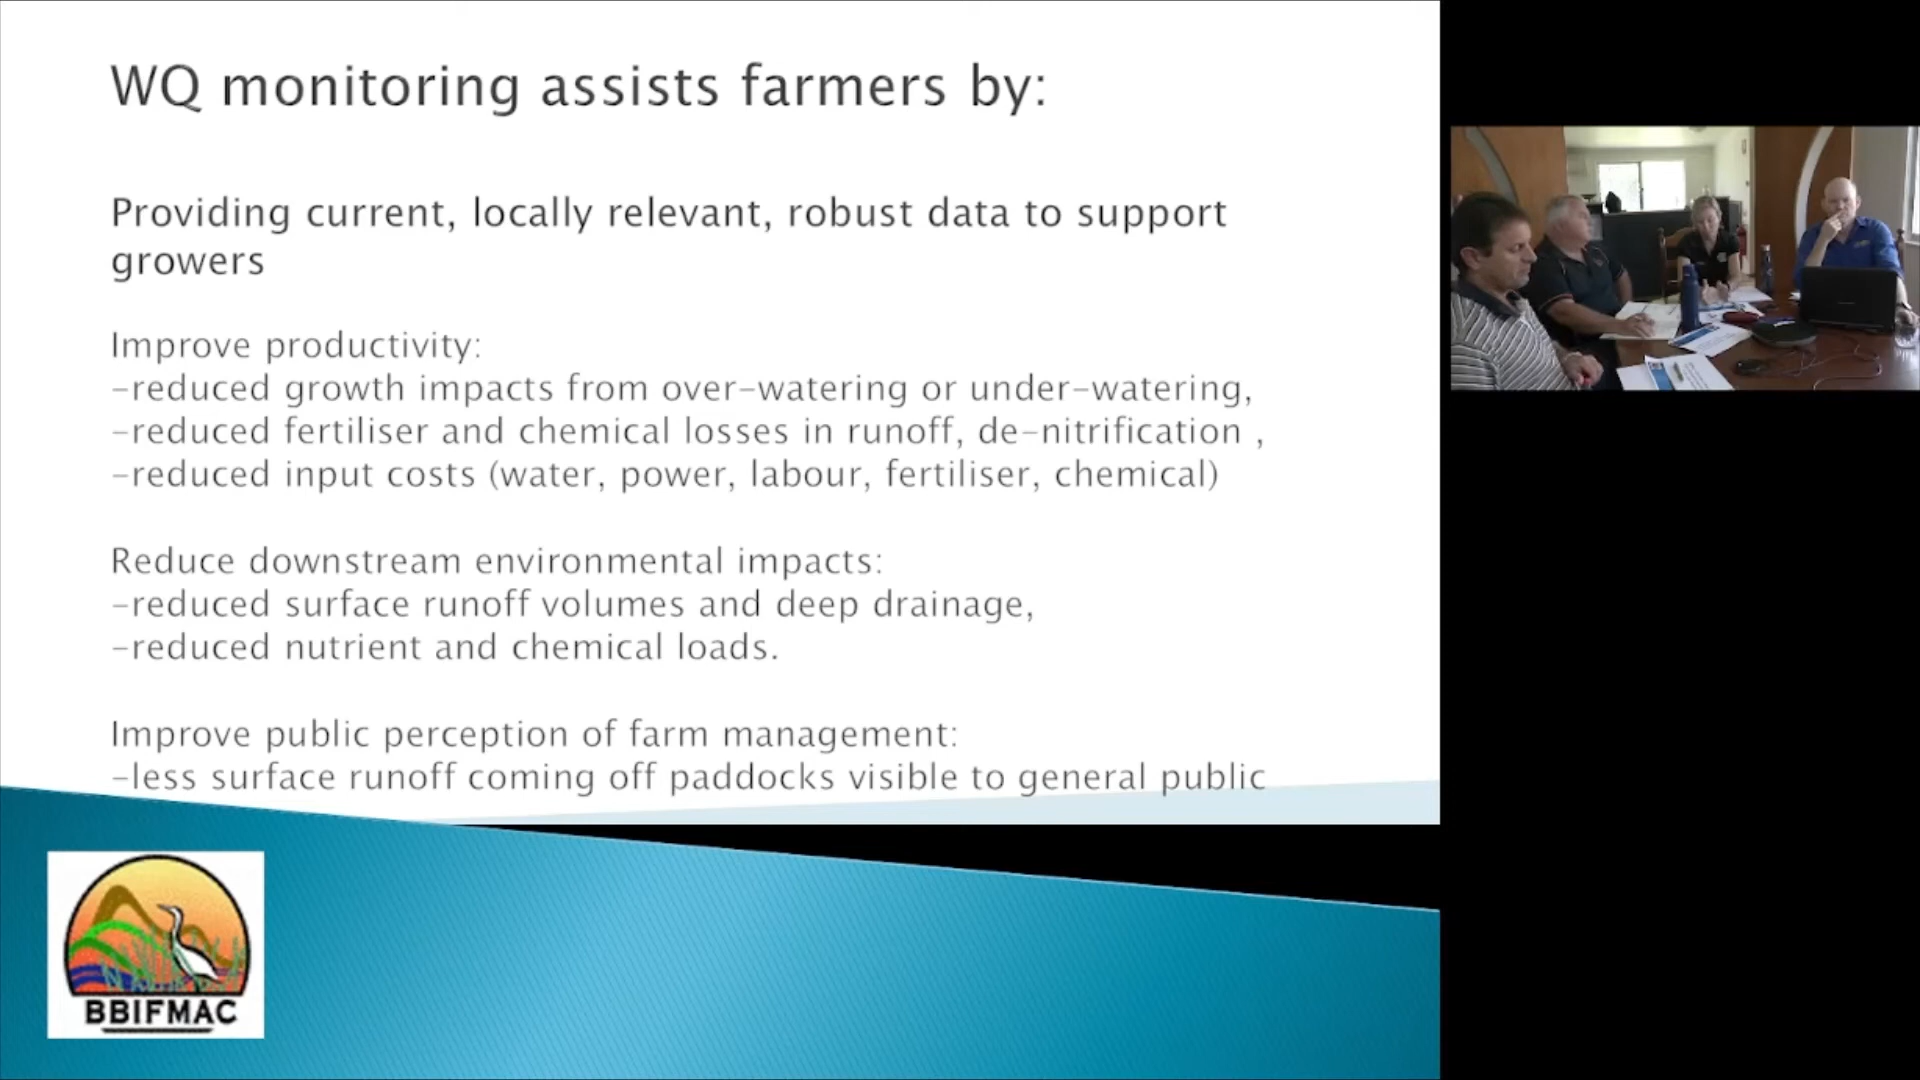 WQ monitoring assists farmers by:
Providing current, locally relevant, robust data to support
growers
Improve productivity:
-reduced growth impacts from over-watering or under-watering,
-reduced fertiliser and chemical losses in runoff, de-nitrification ,
-reduced input costs (water, power, labour, fertiliser, chemical)
Reduce downstream environmental impacts:
-reduced surface runoff volumes and deep drainage,
-reduced nutrient and chemical loads.
Improve public perception of farm management:
-less surface runoff coming off paddocks visible to general public
BBIFMAC